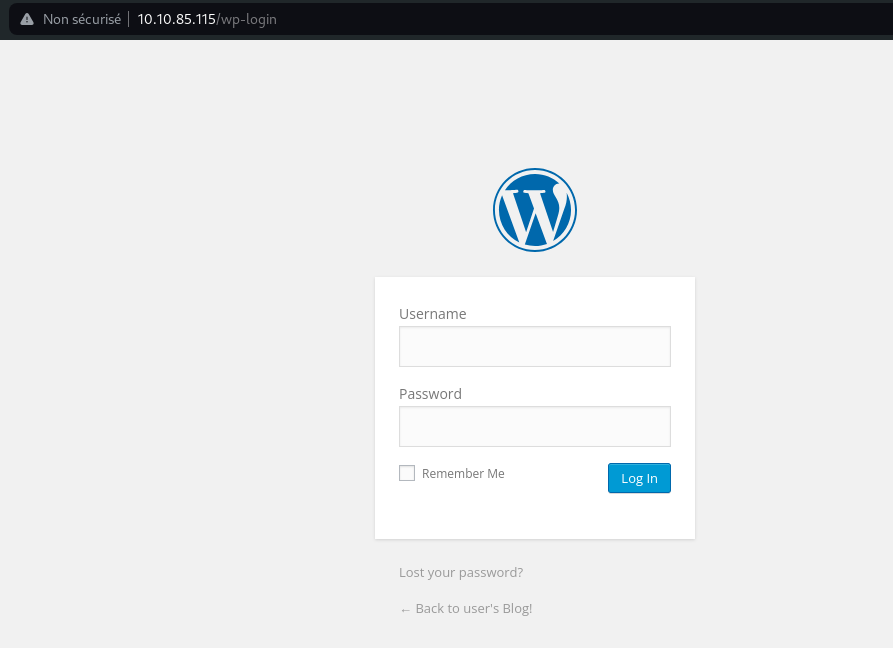 Non sécurisé | 10.10.85.115/wp-login
Username
Password
Remember Me
Log In
Lost your password?
← Back to user's Blog!